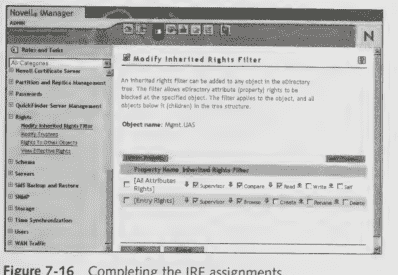 Novell® iManager
ADMIN
N
Roles and Tasks
All Categories
Novell Certificate Server
Partition and Replica Management
Passwords
QuickFinder Server Management
Rights
Modify Inherited Rights Filter
Modify Trustees
Rights To Other Objects
View Effective Rights
Schema
Servers
SMS Backup and Restore
SNMP
Storage
Time Synchronization
Users
WAN Traffic
Modify Inherited Rights Filter
An inherited rights filter can be added to any object in the eDirectory
tree. The filter allows eDirectory attribute (property) rights to be
blocked at the specified object. The filter applies to the object, and all
objects below it (children) in the tree structure.
Object name: Mgmt.UAS
Property Name Inherited Rights Filter
[All Attributes Rights] Supervisor Compare Read Write Self
[Entry Rights] Supervisor Browse Create Rename Delete
Figure 7-16 Completing the IRF assignments